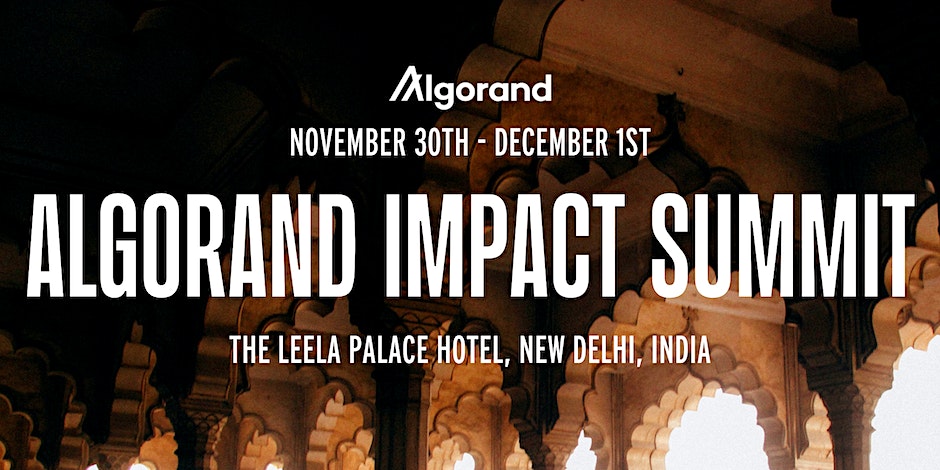 Algorand
NOVEMBER 30TH - DECEMBER 1ST
ALGORAND IMPACT SUMMIT
THE LEELA PALACE HOTEL, NEW DELHI, INDIA